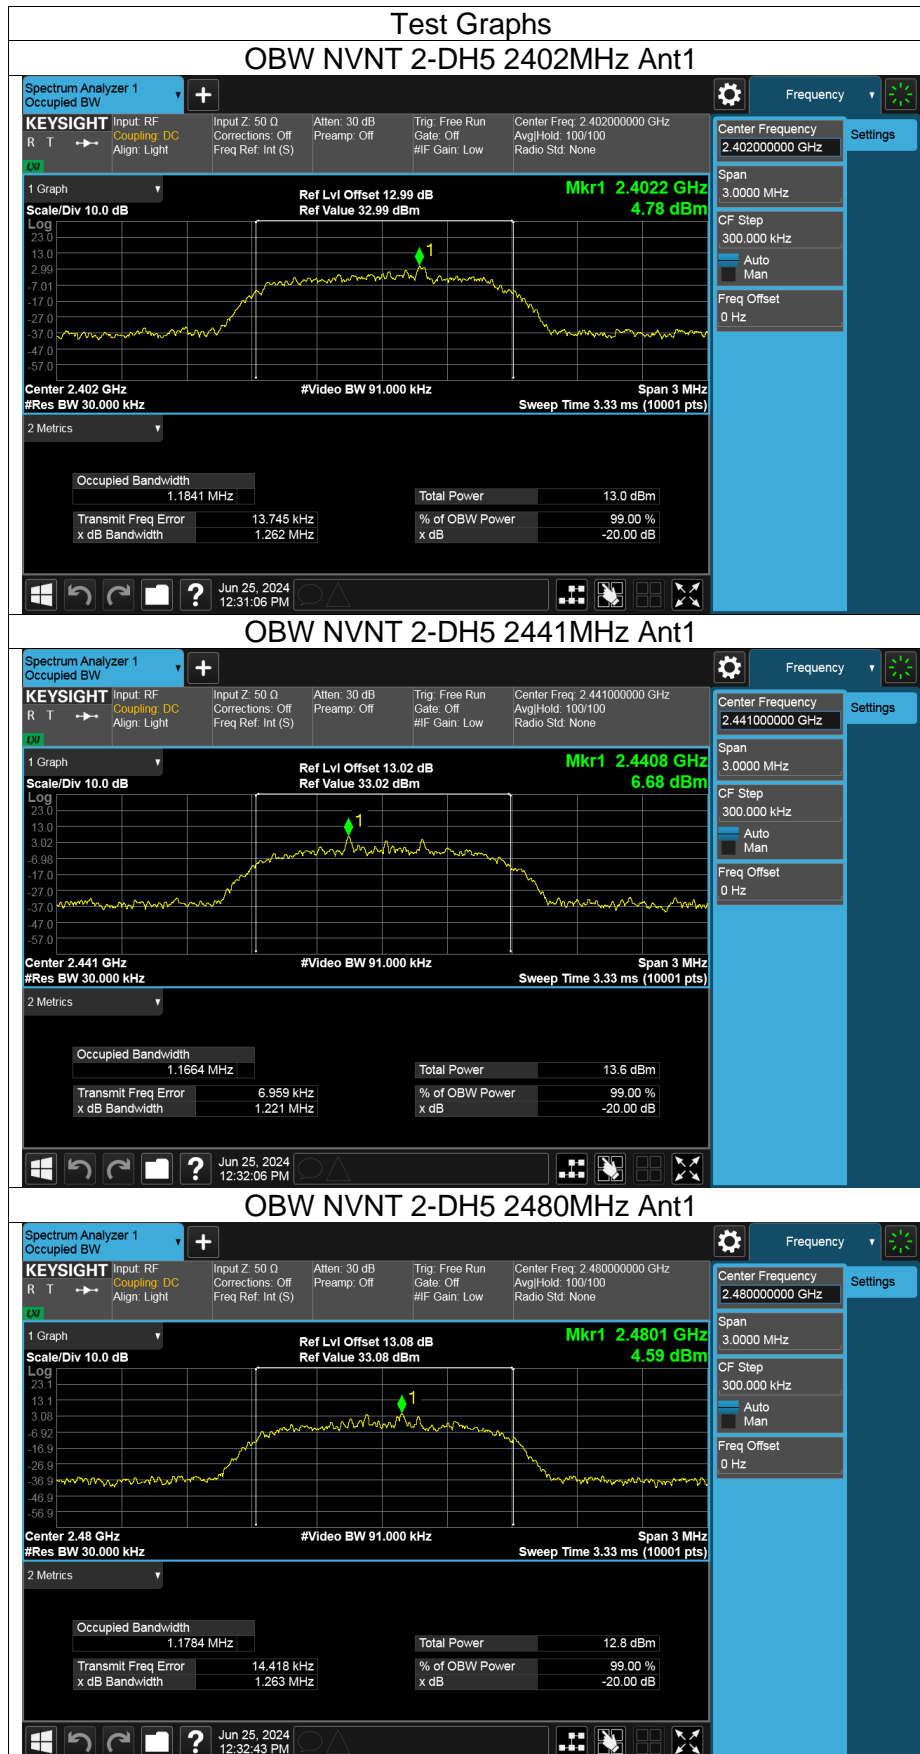 Test Graphs
OBW NVNT 2-DH5 2402MHz Ant1
Spectrum Analyzer 1
Occupied BW
Frequency
KEYSIGHT
R T
LXI
Input: RF
Coupling: DC
Align: Light
Input Z: 50 Ω
Corrections: Off
Freq Ref: Int (S)
Atten: 30 dB
Preamp: Off
Trig: Free Run
Gate: Off
#IF Gain: Low
Center Freq: 2.402000000 GHz
Avg|Hold: 100/100
Radio Std: None
Center Frequency
2.402000000 GHz
Settings
Span
3.0000 MHz
CF Step
300.000 kHz
Auto
Man
Freq Offset
0 Hz
1 Graph
Ref Lvl Offset 12.99 dB
Mkr1 2.4022 GHz
Scale/Div 10.0 dB
Ref Value 32.99 dBm
4.78 dBm
Log
23.0
13.0
2.99
-7.01
-17.0
-27.0
-37.0
-47.0
-57.0
1
Center 2.402 GHz
#Video BW 91.000 kHz
Span 3 MHz
#Res BW 30.000 kHz
Sweep Time 3.33 ms (10001 pts)
2 Metrics
Occupied Bandwidth
1.1841 MHz
Total Power 13.0 dBm
Transmit Freq Error 13.745 kHz
% of OBW Power 99.00 %
x dB Bandwidth 1.262 MHz
x dB -20.00 dB
?
Jun 25, 2024
12:31:06 PM
OBW NVNT 2-DH5 2441MHz Ant1
Spectrum Analyzer 1
Occupied BW
Frequency
KEYSIGHT
R T
LXI
Input: RF
Coupling: DC
Align: Light
Input Z: 50 Ω
Corrections: Off
Freq Ref: Int (S)
Atten: 30 dB
Preamp: Off
Trig: Free Run
Gate: Off
#IF Gain: Low
Center Freq: 2.441000000 GHz
Avg|Hold: 100/100
Radio Std: None
Center Frequency
2.441000000 GHz
Settings
Span
3.0000 MHz
CF Step
300.000 kHz
Auto
Man
Freq Offset
0 Hz
1 Graph
Ref Lvl Offset 13.02 dB
Mkr1 2.4408 GHz
Scale/Div 10.0 dB
Ref Value 33.02 dBm
6.68 dBm
Log
23.0
13.0
3.02
-6.98
-17.0
-27.0
-37.0
-47.0
-57.0
1
Center 2.441 GHz
#Video BW 91.000 kHz
Span 3 MHz
#Res BW 30.000 kHz
Sweep Time 3.33 ms (10001 pts)
2 Metrics
Occupied Bandwidth
1.1664 MHz
Total Power 13.6 dBm
Transmit Freq Error 6.959 kHz
% of OBW Power 99.00 %
x dB Bandwidth 1.221 MHz
x dB -20.00 dB
?
Jun 25, 2024
12:32:06 PM
OBW NVNT 2-DH5 2480MHz Ant1
Spectrum Analyzer 1
Occupied BW
Frequency
KEYSIGHT
R T
LXI
Input: RF
Coupling: DC
Align: Light
Input Z: 50 Ω
Corrections: Off
Freq Ref: Int (S)
Atten: 30 dB
Preamp: Off
Trig: Free Run
Gate: Off
#IF Gain: Low
Center Freq: 2.480000000 GHz
Avg|Hold: 100/100
Radio Std: None
Center Frequency
2.480000000 GHz
Settings
Span
3.0000 MHz
CF Step
300.000 kHz
Auto
Man
Freq Offset
0 Hz
1 Graph
Ref Lvl Offset 13.08 dB
Mkr1 2.4801 GHz
Scale/Div 10.0 dB
Ref Value 33.08 dBm
4.59 dBm
Log
23.1
13.1
3.08
-6.92
-16.9
-26.9
-36.9
-46.9
-56.9
1
Center 2.48 GHz
#Video BW 91.000 kHz
Span 3 MHz
#Res BW 30.000 kHz
Sweep Time 3.33 ms (10001 pts)
2 Metrics
Occupied Bandwidth
1.1784 MHz
Total Power 12.8 dBm
Transmit Freq Error 14.418 kHz
% of OBW Power 99.00 %
x dB Bandwidth 1.263 MHz
x dB -20.00 dB
?
Jun 25, 2024
12:32:43 PM